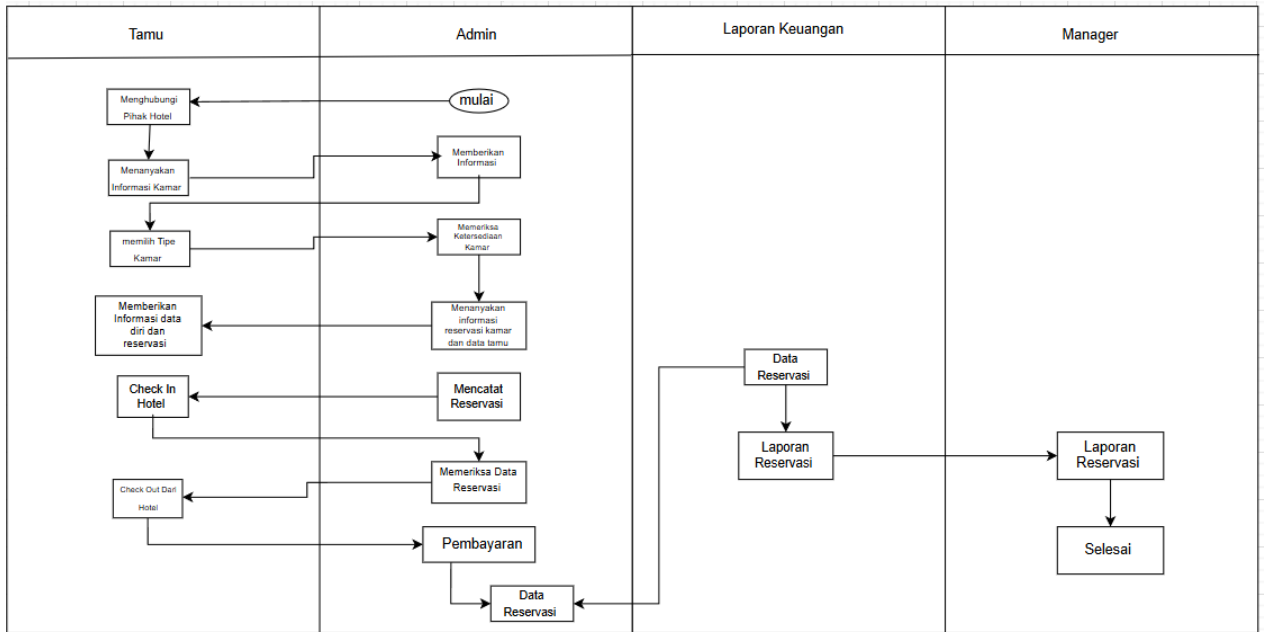 Tamu
Admin
Laporan Keuangan
Manager
mulai
Menghubungi
Pihak Hotel
Memberikan
Informasi
Menanyakan
Informasi Kamar
memilih Tipe
Kamar
Memeriksa
Ketersediaan
Kamar
Memberikan
Informasi data
diri dan
reservasi
Menanyakan
informasi
reservasi kamar
dan data tamu
Data
Reservasi
Check In
Hotel
Mencatat
Reservasi
Laporan
Reservasi
Laporan
Reservasi
Memeriksa Data
Reservasi
Check Out Dari
Hotel
Pembayaran
Selesai
Data
Reservasi